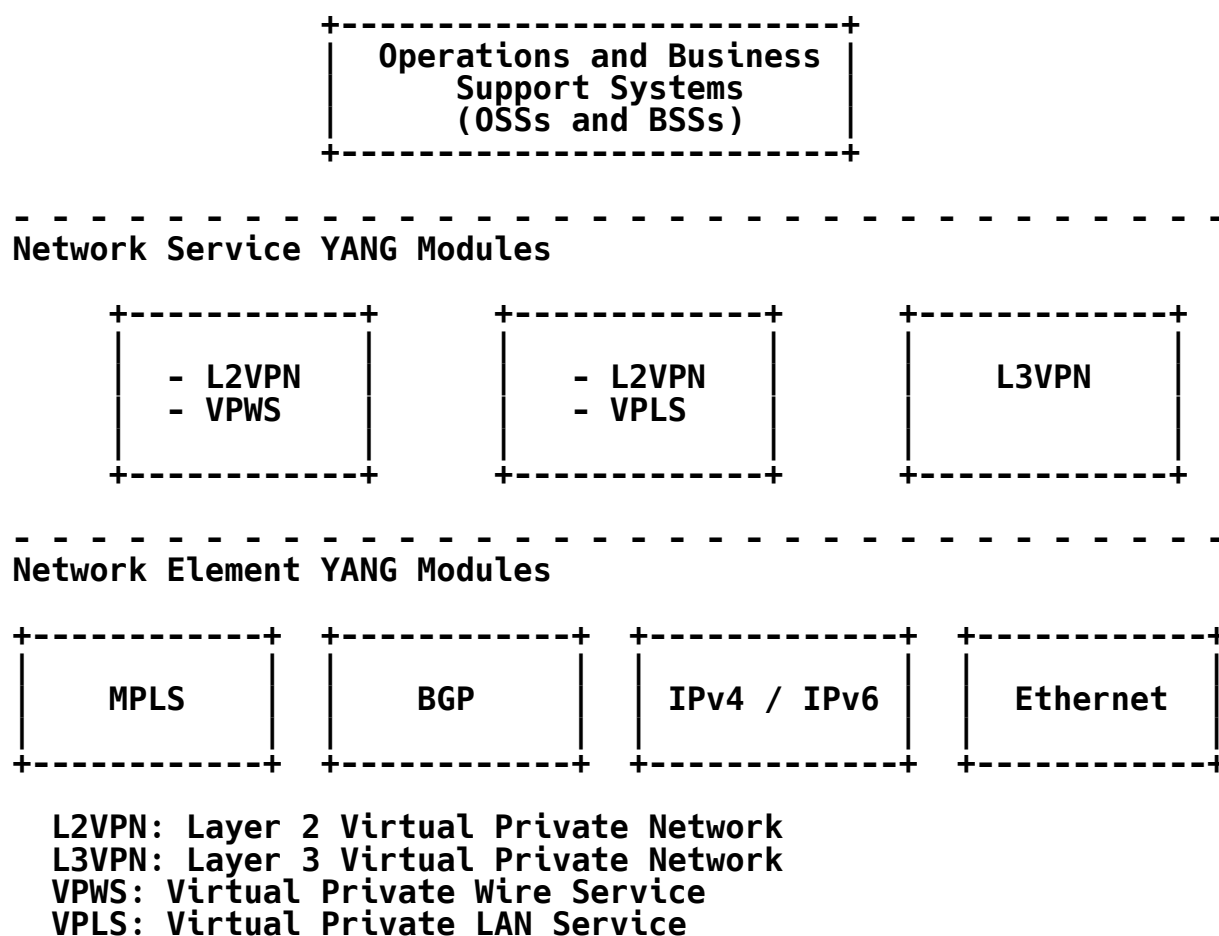 Operations and Business
Support Systems
(OSSs and BSSs)
Network Service YANG Modules
- L2VPN - L2VPN L3VPN
- VPWS - VPLS
Network Element YANG Modules
MPLS BGP IPv4 / IPv6 Ethernet
L2VPN: Layer 2 Virtual Private Network
L3VPN: Layer 3 Virtual Private Network
VPWS: Virtual Private Wire Service
VPLS: Virtual Private LAN Service